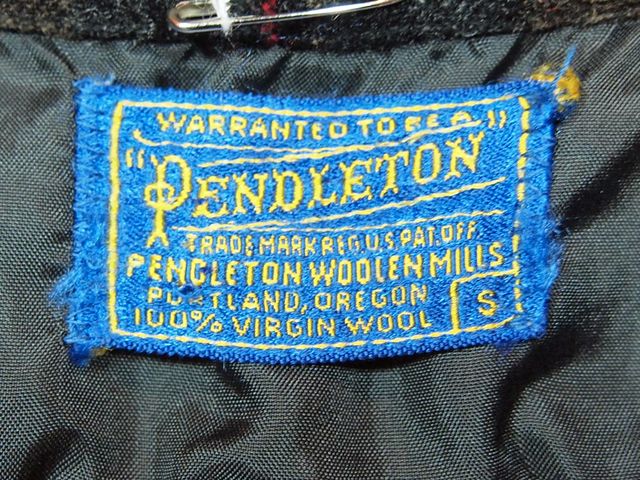 WARRANTED TO BE A
"PENDLETON"
TRADE MARK REG. U.S. PAT. OFF.
PENDLETON WOOLEN MILLS
PORTLAND, OREGON
100% VIRGIN WOOL
S